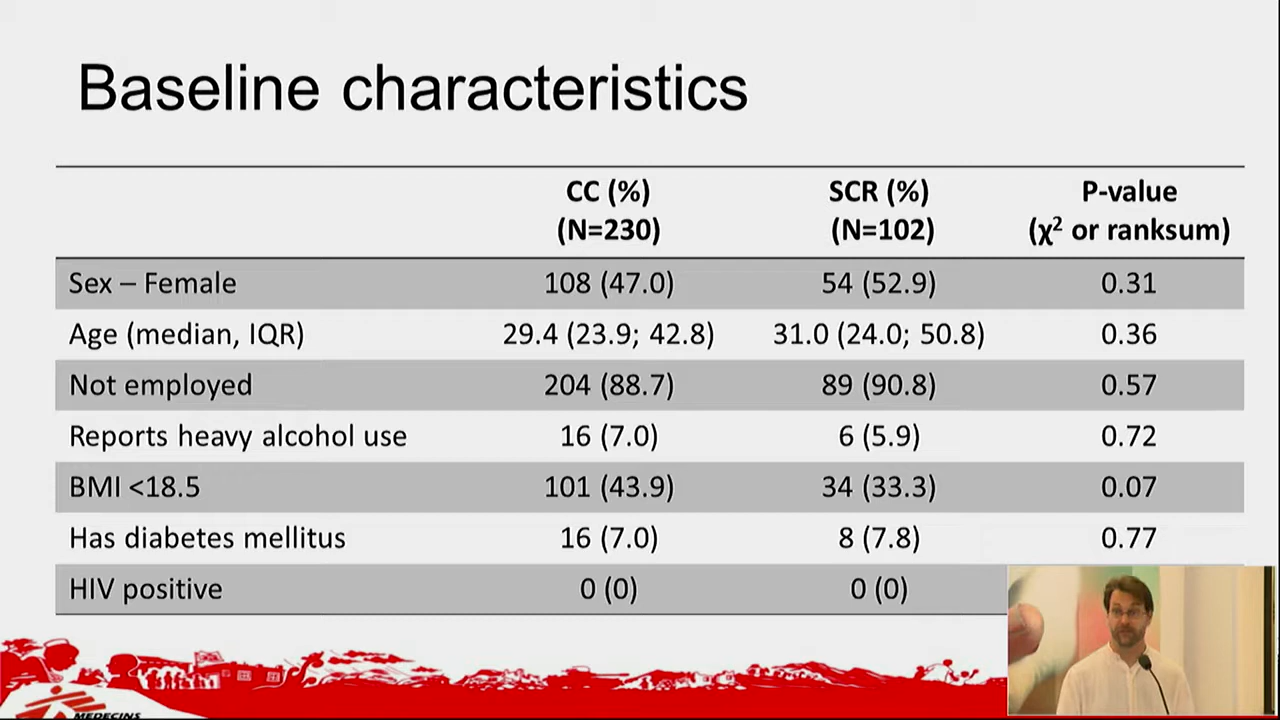 Baseline characteristics
CC (%) SCR (%) P-value
(N=230) (N=102) (χ² or ranksum)
Sex – Female 108 (47.0) 54 (52.9) 0.31
Age (median, IQR) 29.4 (23.9; 42.8) 31.0 (24.0; 50.8) 0.36
Not employed 204 (88.7) 89 (90.8) 0.57
Reports heavy alcohol use 16 (7.0) 6 (5.9) 0.72
BMI <18.5 101 (43.9) 34 (33.3) 0.07
Has diabetes mellitus 16 (7.0) 8 (7.8) 0.77
HIV positive 0 (0) 0 (0)
MEDECINS